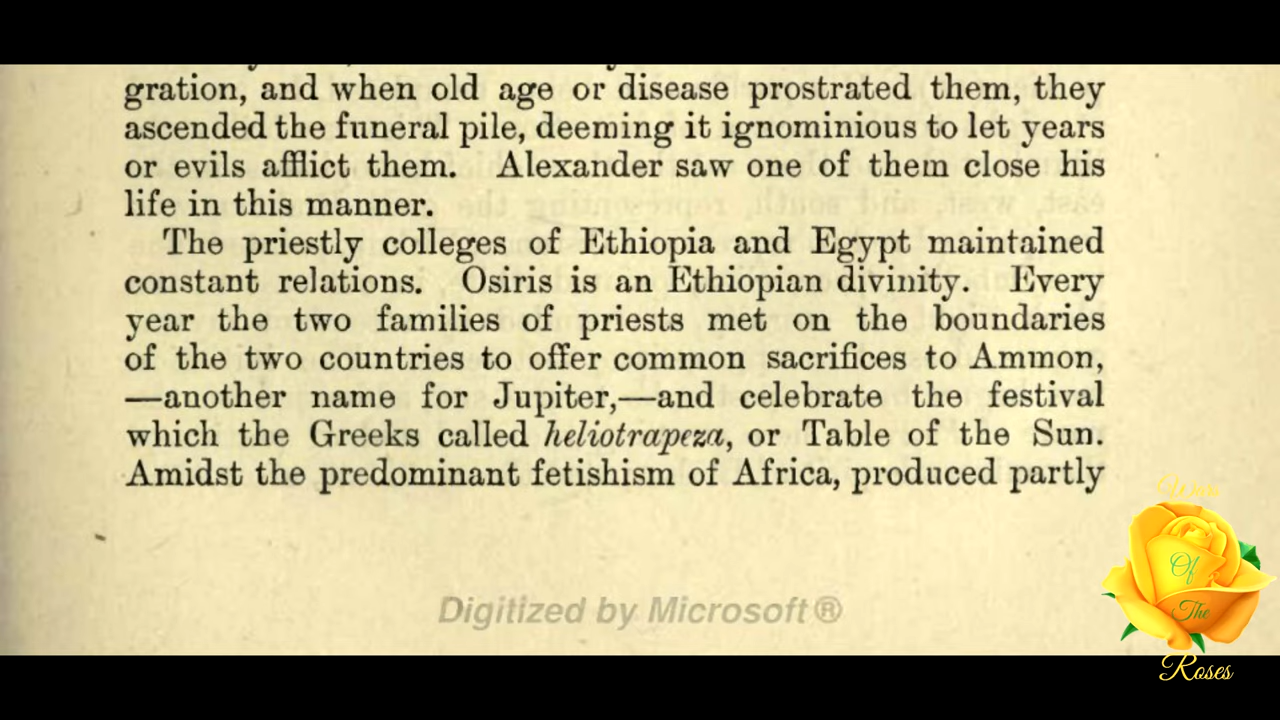 gration, and when old age or disease prostrated them, they
ascended the funeral pile, deeming it ignominious to let years
or evils afflict them. Alexander saw one of them close his
life in this manner.
The priestly colleges of Ethiopia and Egypt maintained
constant relations. Osiris is an Ethiopian divinity. Every
year the two families of priests met on the boundaries
of the two countries to offer common sacrifices to Ammon,
—another name for Jupiter,—and celebrate the festival
which the Greeks called heliotrapeza, or Table of the Sun.
Amidst the predominant fetishism of Africa, produced partly
Digitized by Microsoft®
Wars
Of
The
Roses